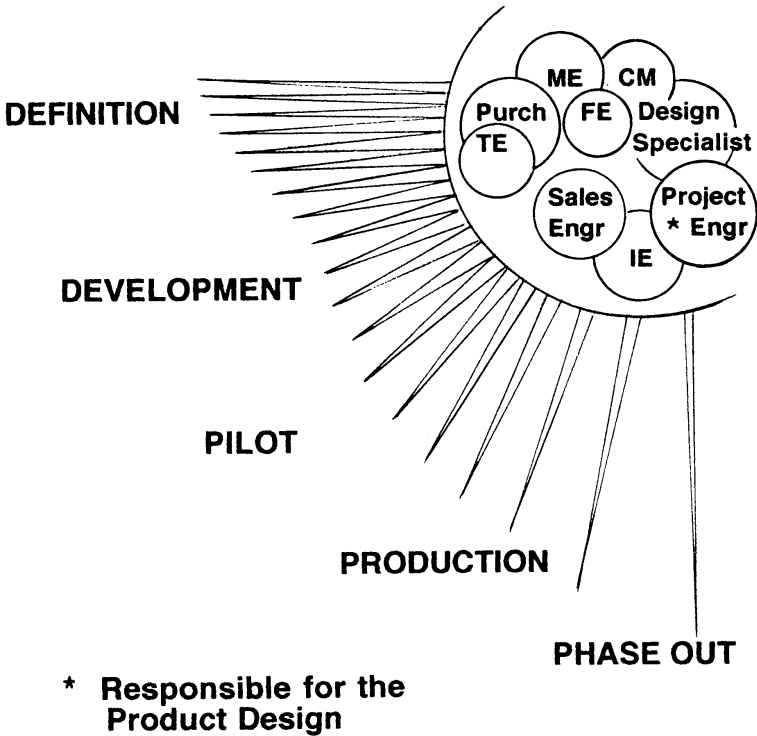 ME
CM
DEFINITION
Purch
FE
Design
TE
Specialist
Sales
Engr
Project
* Engr
IE
DEVELOPMENT
PILOT
PRODUCTION
PHASE OUT
* Responsible for the
Product Design